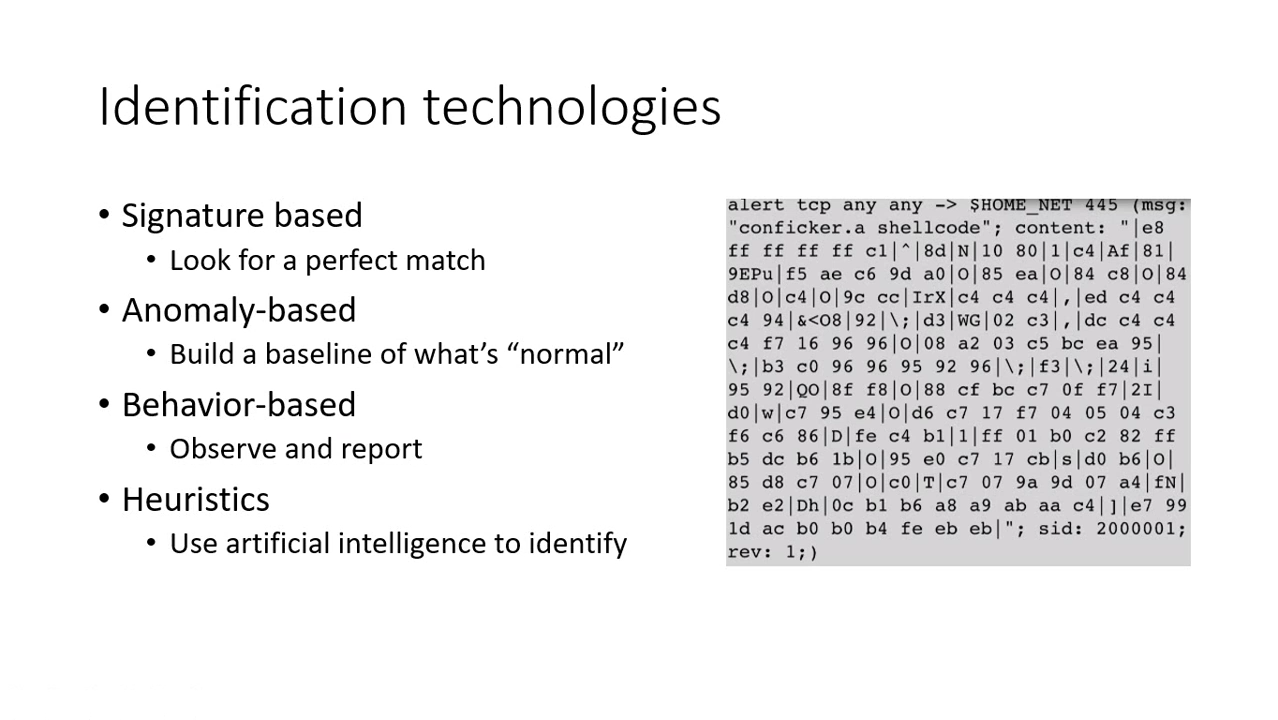 Identification technologies
• Signature based
• Look for a perfect match
• Anomaly-based
• Build a baseline of what’s “normal”
• Behavior-based
• Observe and report
• Heuristics
• Use artificial intelligence to identify
alert tcp any any -> $HOME_NET 445 (msg:
"conficker.a shellcode"; content: "|e8
ff ff ff ff c1|^|8d|N|10 80|1|c4|Af|81|
9EPu|f5 ae c6 9d a0|O|85 ea|O|84 c8|O|84
d8|O|c4|O|9c cc|IrX|c4 c4 c4|,|ed c4 c4
c4 94|&<O8|92|\;|d3|WG|02 c3|,|dc c4 c4
c4 f7 16 96 96|O|08 a2 03 c5 bc ea 95|
\;|b3 c0 96 96 95 92 96|\;|f3|\;|24|i|
95 92|QO|8f f8|O|88 cf bc c7 0f f7|2I|
d0|w|c7 95 e4|O|d6 c7 17 f7 04 05 04 c3
f6 c6 86|D|fe c4 b1|1|ff 01 b0 c2 82 ff
b5 dc b6 1b|O|95 e0 c7 17 cb|s|d0 b6|O|
85 d8 c7 07|O|c0|T|c7 07 9a 9d 07 a4|fN|
b2 e2|Dh|0c b1 b6 a8 a9 ab aa c4|]|e7 99
1d ac b0 b0 b4 fe eb eb|"; sid: 2000001;
rev: 1;)